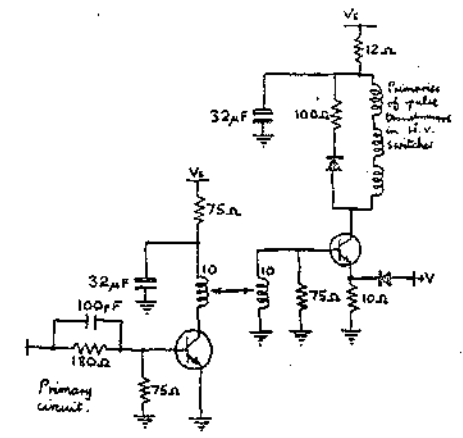 Vs
12Ω
Primaries
of pulse
transformers
in H.V.
switches
100Ω
32μF
Vs
75Ω
10
10
32μF
+V
75Ω
10Ω
100pF
180Ω
75Ω
Primary
circuit.